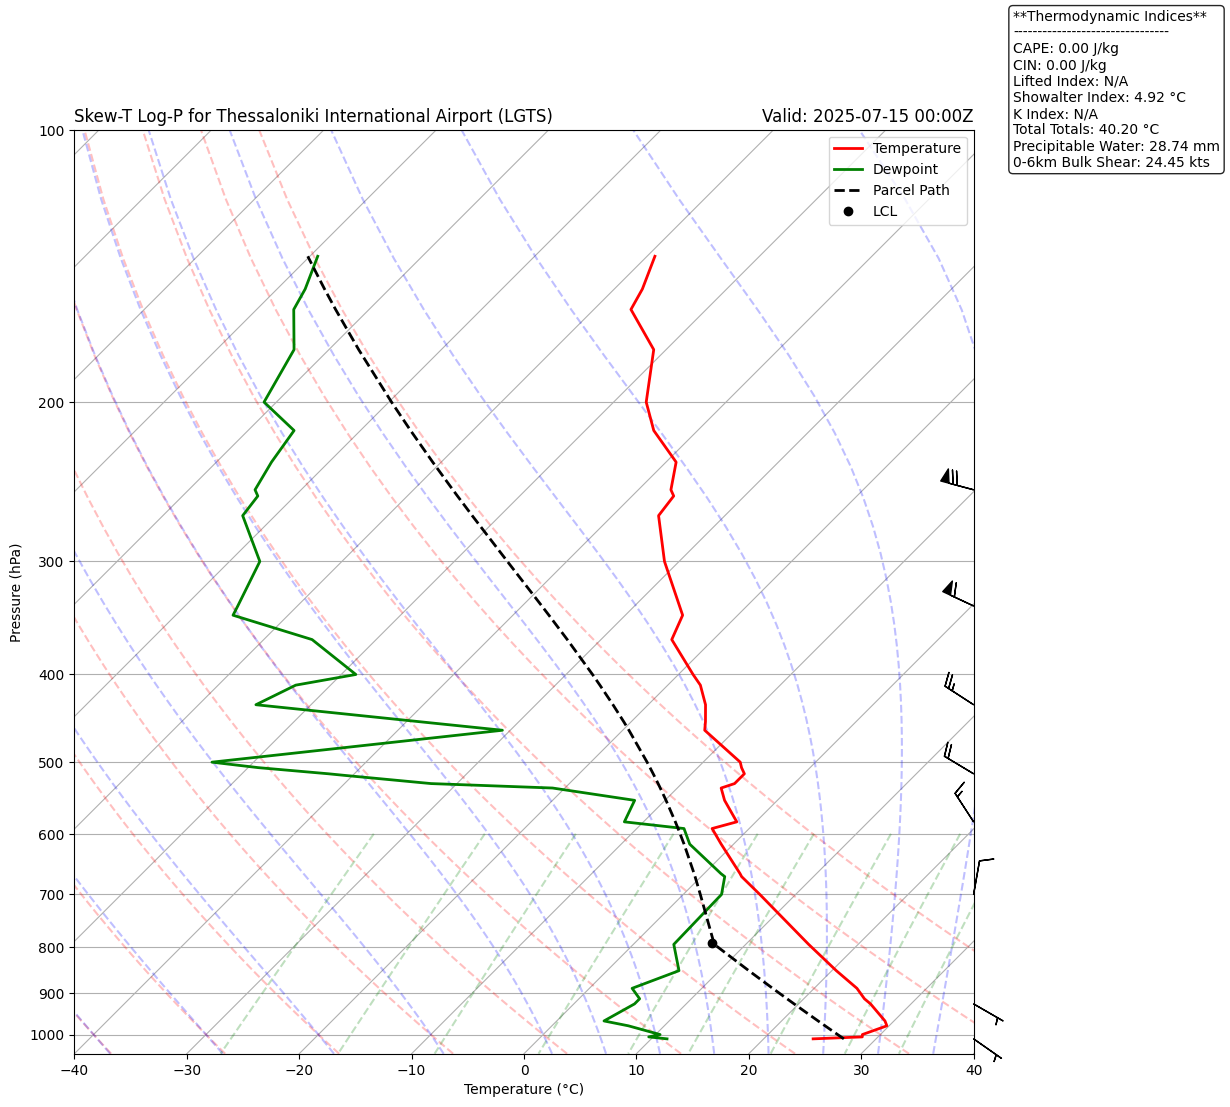 **Thermodynamic Indices**
--------------------------------
CAPE: 0.00 J/kg
CIN: 0.00 J/kg
Lifted Index: N/A
Showalter Index: 4.92 °C
K Index: N/A
Total Totals: 40.20 °C
Precipitable Water: 28.74 mm
0-6km Bulk Shear: 24.45 kts
Skew-T Log-P for Thessaloniki International Airport (LGTS)
Valid: 2025-07-15 00:00Z
Temperature
Dewpoint
Parcel Path
LCL
Pressure (hPa)
100
200
300
400
500
600
700
800
900
1000
−40
−30
−20
−10
0
10
20
30
40
Temperature (°C)